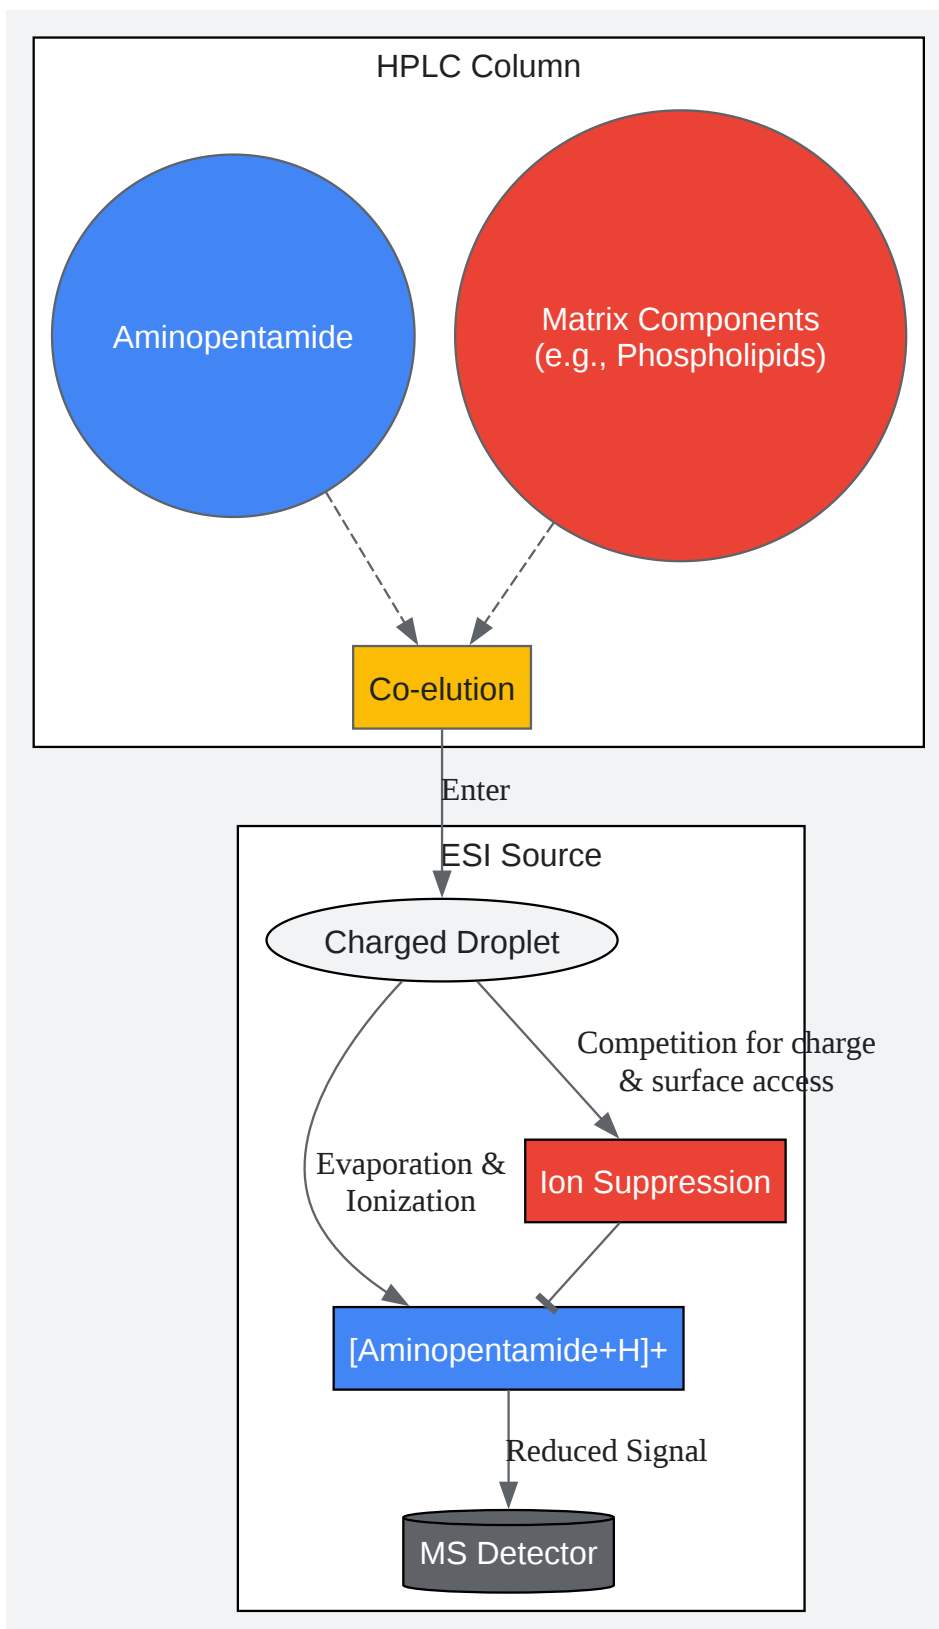 HPLC Column
Aminopentamide
Matrix Components
(e.g., Phospholipids)
Co-elution
Enter
ESI Source
Charged Droplet
Competition for charge
& surface access
Evaporation &
Ionization
Ion Suppression
[Aminopentamide+H]+
Reduced Signal
MS Detector